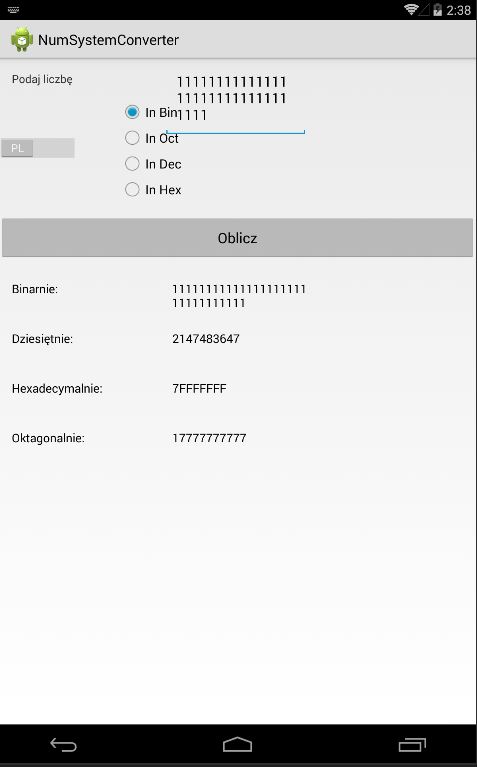 2:38
NumSystemConverter
Podaj liczbę
11111111111111
11111111111111
1111
In Bin
In Oct
In Dec
In Hex
PL
Oblicz
Binarnie:
11111111111111111111
11111111111
Dziesiętnie:
2147483647
Hexadecymalnie:
7FFFFFFF
Oktagonalnie:
17777777777